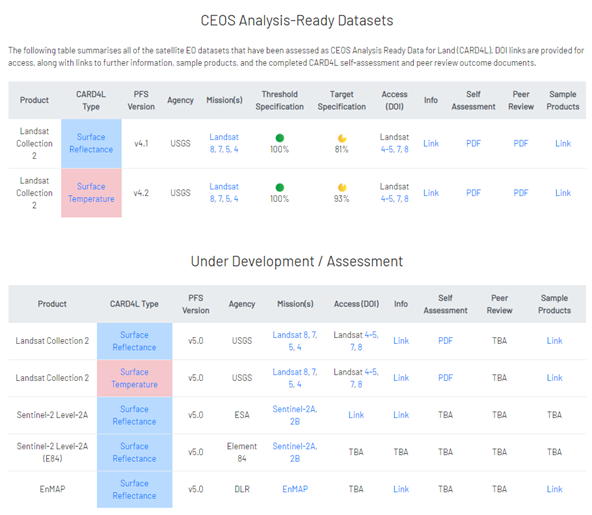 CEOS Analysis-Ready Datasets
The following table summarises all of the satellite EO datasets that have been assessed as CEOS Analysis Ready Data for Land (CARD4L). DOI links are provided for
access, along with links to further information, sample products, and the completed CARD4L self-assessment and peer review outcome documents.
Product CARD4L Type PFS Version Agency Mission(s) Threshold Specification Target Specification Access (DOI) Info Self Assessment Peer Review Sample Products
Landsat Collection 2 Surface Reflectance v4.1 USGS Landsat 8, 7, 5, 4 100% 81% Landsat 4-5, 7, 8 Link PDF PDF Link
Landsat Collection 2 Surface Temperature v4.2 USGS Landsat 8, 7, 5, 4 100% 93% Landsat 4-5, 7, 8 Link PDF PDF Link
Under Development / Assessment
Product CARD4L Type PFS Version Agency Mission(s) Access (DOI) Info Self Assessment Peer Review Sample Products
Landsat Collection 2 Surface Reflectance v5.0 USGS Landsat 8, 7, 5, 4 Landsat 4-5, 7, 8 Link PDF TBA Link
Landsat Collection 2 Surface Temperature v5.0 USGS Landsat 8, 7, 5, 4 Landsat 4-5, 7, 8 Link PDF TBA Link
Sentinel-2 Level-2A Surface Reflectance v5.0 ESA Sentinel-2A, 2B Link Link TBA TBA TBA
Sentinel-2 Level-2A (E84) Surface Reflectance v5.0 Element 84 Sentinel-2A, 2B TBA TBA TBA TBA TBA
EnMAP Surface Reflectance v5.0 DLR EnMAP TBA Link TBA TBA Link